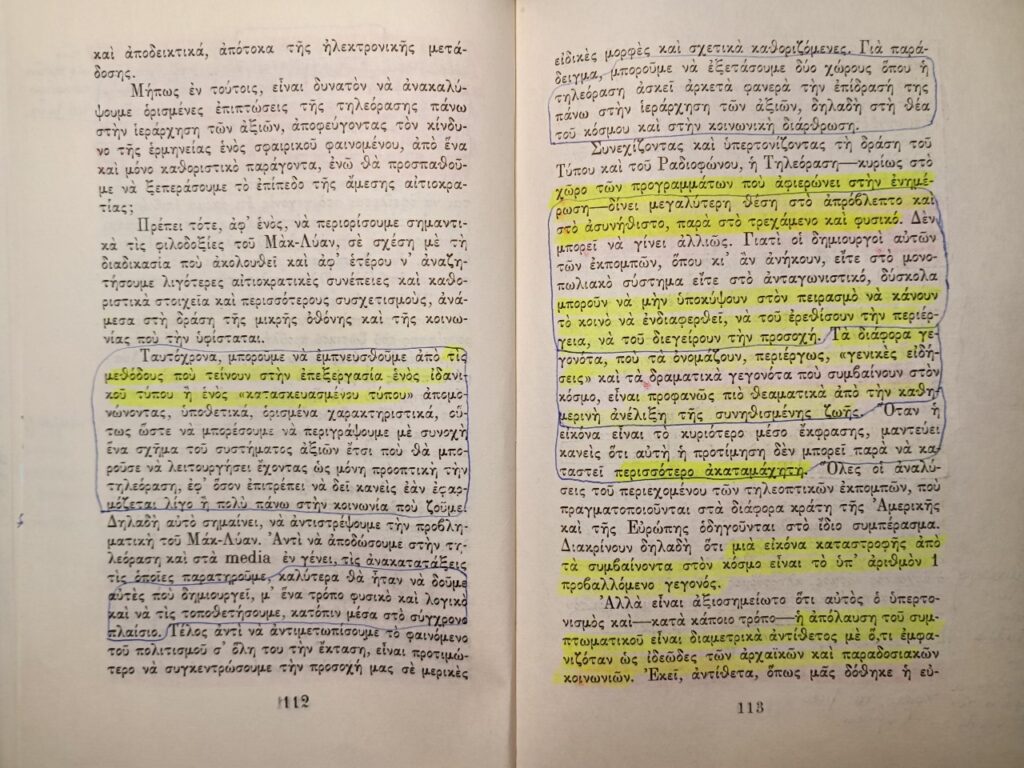 καὶ ἀποδεικτικά, ἀπότοκα τῆς ἠλεκτρονικῆς μετά-
δοσης.
Μήπως ἐν τούτοις, εἶναι δυνατὸν νὰ ἀνακαλύ-
ψουμε ὁρισμένες ἐπιπτώσεις τῆς τηλεόρασης πάνω
στὴν ἱεράρχηση τῶν ἀξιῶν, ἀποφεύγοντας τὸν κίνδυ-
νο τῆς ἑρμηνείας ἑνὸς σφαιρικοῦ φαινομένου, ἀπὸ ἕνα
καὶ μόνο καθοριστικὸ παράγοντα, ἐνῶ θὰ προσπαθοῦ-
με νὰ ξεπεράσουμε τὸ ἐπίπεδο τῆς ἄμεσης αἰτιοκρα-
τίας;
Πρέπει τότε, ἀφ' ἑνός, νὰ περιορίσουμε σημαντι-
κὰ τὶς φιλοδοξίες τοῦ Μὰκ-Λύαν, σὲ σχέση μὲ τὴ
διαδικασία ποὺ ἀκολουθεῖ καὶ ἀφ' ἑτέρου ν' ἀναζη-
τήσουμε λιγότερες αἰτιοκρατικὲς συνέπειες καὶ καθο-
ριστικὰ στοιχεῖα καὶ περισσότερους συσχετισμούς, ἀνά-
μεσα στὴ δράση τῆς μικρῆς ὀθόνης καὶ τῆς κοινω-
νίας ποὺ τὴν ὑφίσταται.
Ταυτόχρονα, μποροῦμε νὰ ἐμπνευσθοῦμε ἀπὸ τὶς
μεθόδους ποὺ τείνουν στὴν ἐπεξεργασία ἑνὸς ἰδανι-
κοῦ τύπου ἢ ἑνὸς «κατασκευασμένου τύπου» ἀπομο-
νώνοντας, ὑποθετικά, ὁρισμένα χαρακτηριστικά, οὕ-
τως ὥστε νὰ μπορέσουμε νὰ περιγράψουμε μὲ συνοχὴ
ἕνα σχῆμα τοῦ συστήματος ἀξιῶν ἔτσι ποὺ θὰ μπο-
ροῦσε νὰ λειτουργήσει ἔχοντας ὡς μόνη προοπτικὴ τὴν
τηλεόραση, ἐφ' ὅσον ἐπιτρέπει νὰ δεῖ κανεὶς ἐὰν ἐφαρ-
μόζεται λίγο ἢ πολὺ πάνω στὴν κοινωνία ποὺ ζοῦμε.
Δηλαδὴ αὐτὸ σημαίνει, νὰ ἀντιστρέψουμε τὴν προβλη-
ματικὴ τοῦ Μὰκ-Λύαν. Ἀντὶ νὰ ἀποδώσουμε στὴν τη-
λεόραση καὶ στὰ media ἐν γένει, τὶς ἀνακατατάξεις
τὶς ὁποῖες παρατηροῦμε, καλύτερα θὰ ἦταν νὰ δοῦμε
αὐτὲς ποὺ δημιουργεῖ, μ' ἕνα τρόπο φυσικὸ καὶ λογικὸ
καὶ νὰ τὶς τοποθετήσουμε, κατόπιν μέσα στὸ σύγχρονο
πλαίσιο. Τέλος ἀντὶ νὰ ἀντιμετωπίσουμε τὸ φαινόμενο
τοῦ πολιτισμοῦ σ' ὅλη του τὴν ἔκταση, εἶναι προτιμώ-
τερο νὰ συγκεντρώσουμε τὴν προσοχή μας σὲ μερικὲς
112
εἰδικὲς μορφὲς καὶ σχετικὰ καθοριζόμενες. Γιὰ παρά-
δειγμα, μποροῦμε νὰ ἐξετάσουμε δύο χώρους ὅπου ἡ
τηλεόραση ἀσκεῖ ἀρκετὰ φανερὰ τὴν ἐπίδρασή της
πάνω στὴν ἱεράρχηση τῶν ἀξιῶν, δηλαδὴ στὴ θέα
τοῦ κόσμου καὶ στὴν κοινωνικὴ διάρθρωση.
Συνεχίζοντας καὶ ὑπερτονίζοντας τὴ δράση τοῦ
Τύπου καὶ τοῦ Ραδιοφώνου, ἡ Τηλεόραση—κυρίως στὸ
χῶρο τῶν προγραμμάτων ποὺ ἀφιερώνει στὴν ἐνημέ-
ρωση—δίνει μεγαλύτερη θέση στὸ ἀπρόβλεπτο καὶ
στὸ ἀσυνήθιστο, παρὰ στὸ τρεχάμενο καὶ φυσικό. Δὲν
μπορεῖ νὰ γίνει ἀλλιῶς. Γιατὶ οἱ δημιουργοὶ αὐτῶν
τῶν ἐκπομπῶν, ὅπου κι' ἂν ἀνήκουν, εἴτε στὸ μονο-
πωλιακὸ σύστημα εἴτε στὸ ἀνταγωνιστικό, δύσκολα
μποροῦν νὰ μὴν ὑποκύψουν στὸν πειρασμὸ νὰ κάνουν
τὸ κοινὸ νὰ ἐνδιαφερθεῖ, νὰ τοῦ ἐρεθίσουν τὴν περιέρ-
γεια, νὰ τοῦ διεγείρουν τὴν προσοχή. Τὰ διάφορα γε-
γονότα, ποὺ τὰ ὀνομάζουν, περιέργως, «γενικὲς εἰδή-
σεις» καὶ τὰ δραματικὰ γεγονότα ποὺ συμβαίνουν στὸν
κόσμο, εἶναι προφανῶς πιὸ θεαματικὰ ἀπὸ τὴν καθη-
μερινὴ ἀνέλιξη τῆς συνηθισμένης ζωῆς. Ὅταν ἡ
εἰκόνα εἶναι τὸ κυριότερο μέσο ἔκφρασης, μαντεύει
κανεὶς ὅτι αὐτὴ ἡ προτίμηση δὲν μπορεῖ παρὰ νὰ κα-
ταστεῖ περισσότερο ἀκαταμάχητη. Ὅλες οἱ ἀναλύ-
σεις τοῦ περιεχομένου τῶν τηλεοπτικῶν ἐκπομπῶν, ποὺ
πραγματοποιοῦνται στὰ διάφορα κράτη τῆς Ἀμερικῆς
καὶ τῆς Εὐρώπης ὁδηγοῦνται στὸ ἴδιο συμπέρασμα.
Διακρίνουν δηλαδὴ ὅτι μιὰ εἰκόνα καταστροφῆς ἀπὸ
τὰ συμβαίνοντα στὸν κόσμο εἶναι τὸ ὑπ' ἀριθμὸν 1
προβαλλόμενο γεγονός.
Ἀλλὰ εἶναι ἀξιοσημείωτο ὅτι αὐτὸς ὁ ὑπερτο-
νισμὸς καὶ—κατὰ κάποιο τρόπο—ἡ ἀπόλαυση τοῦ συμ-
πτωματικοῦ εἶναι διαμετρικὰ ἀντίθετος μὲ ὅ,τι ἐμφα-
νιζόταν ὡς ἰδεῶδες τῶν ἀρχαϊκῶν καὶ παραδοσιακῶν
κοινωνιῶν. Ἐκεῖ, ἀντίθετα, ὅπως μᾶς δόθηκε ἡ εὐ-
113